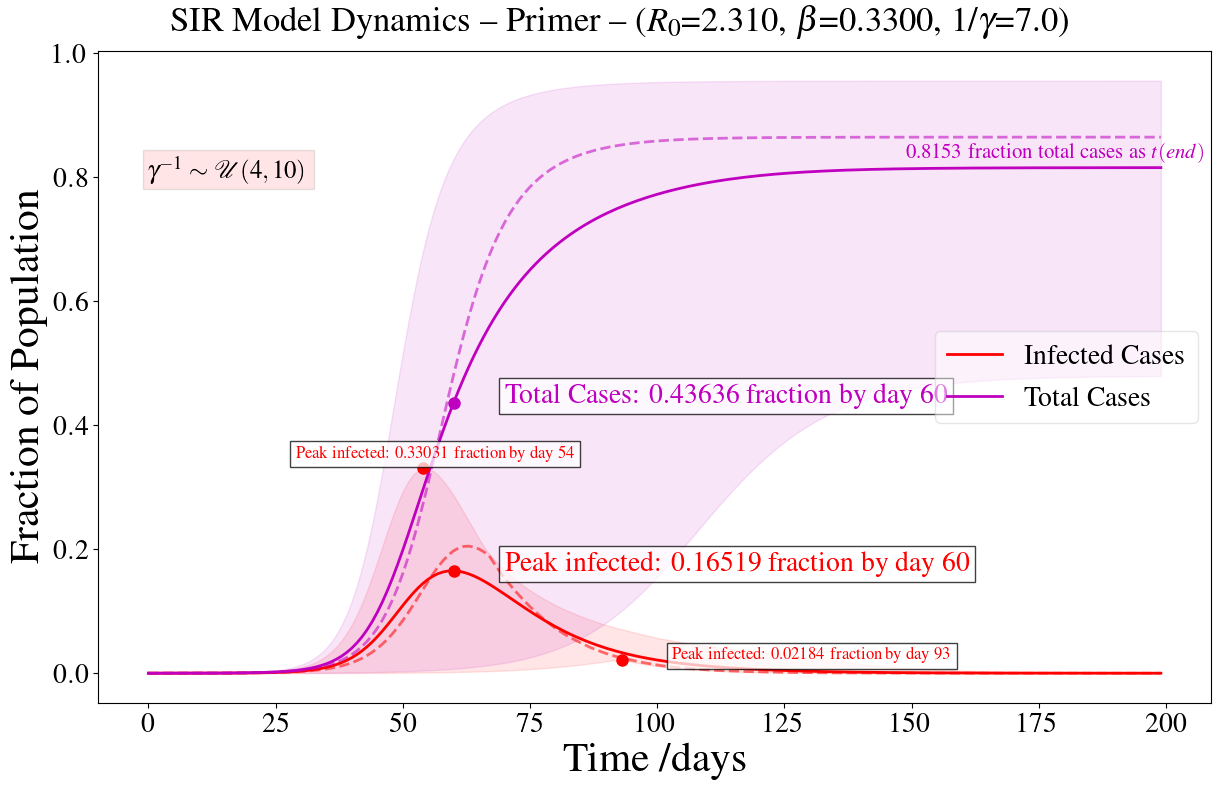 SIR Model Dynamics – Primer – (R₀=2.310, β=0.3300, 1/γ=7.0)
Fraction of Population
1.0
0.8
0.6
0.4
0.2
0.0
γ⁻¹ ∼ 𝒰(4, 10)
0.8153 fraction total cases as t(end)
Infected Cases
Total Cases
Total Cases: 0.43636 fraction by day 60
Peak infected: 0.33031 fraction by day 54
Peak infected: 0.16519 fraction by day 60
Peak infected: 0.02184 fraction by day 93
0 25 50 75 100 125 150 175 200
Time /days